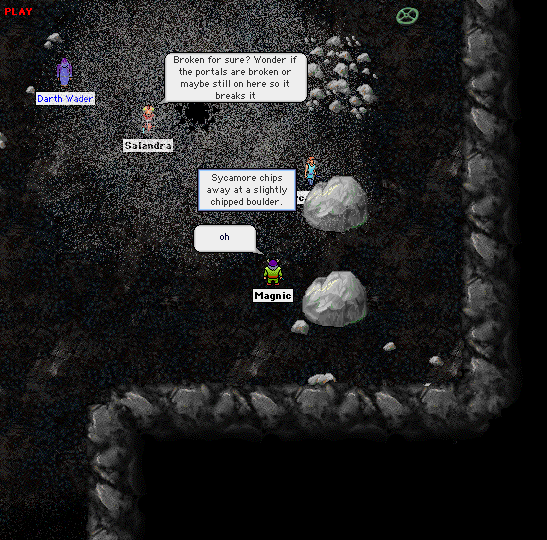 PLAY
Broken for sure? Wonder if
the portals are broken or
maybe still on here so it
breaks it
Darth Wader
Salandra
Sycamore chips
away at a slightly
chipped boulder.
oh
Magnic